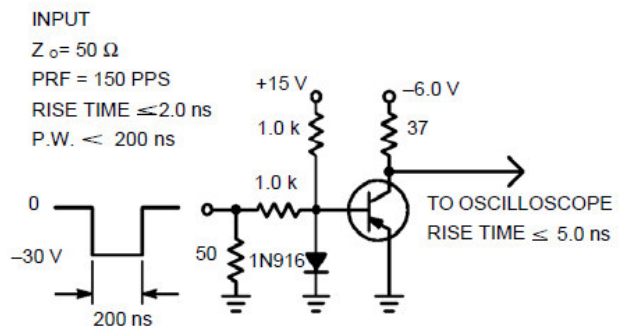 INPUT
Z o= 50 Ω
PRF = 150 PPS
RISE TIME ≤2.0 ns
P.W. < 200 ns
+15 V
–6.0 V
1.0 k
37
1.0 k
0
–30 V
50
1N916
TO OSCILLOSCOPE
RISE TIME ≤ 5.0 ns
200 ns